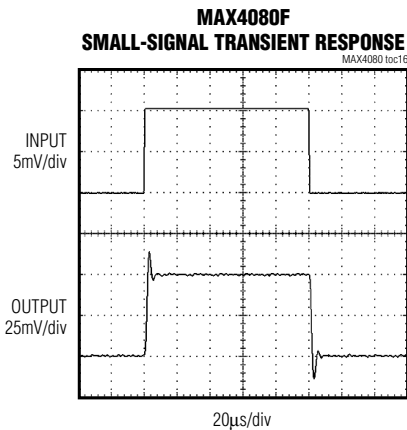 MAX4080F
SMALL-SIGNAL TRANSIENT RESPONSE
MAX4080 toc16
INPUT
5mV/div
OUTPUT
25mV/div
20μs/div